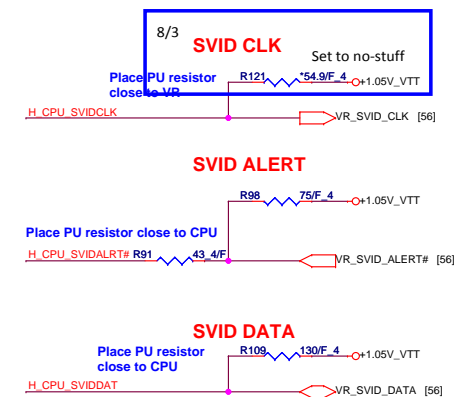 8/3
SVID CLK
Set to no-stuff
Place PU resistor
close to VR
R121 *54.9/F_4 +1.05V_VTT
H_CPU_SVIDCLK VR_SVID_CLK [56]
SVID ALERT
R98 75/F_4 +1.05V_VTT
Place PU resistor close to CPU
H_CPU_SVIDALRT# R91 43_4/F VR_SVID_ALERT# [56]
SVID DATA
Place PU resistor
close to CPU
R109 130/F_4 +1.05V_VTT
H_CPU_SVIDDAT VR_SVID_DATA [56]